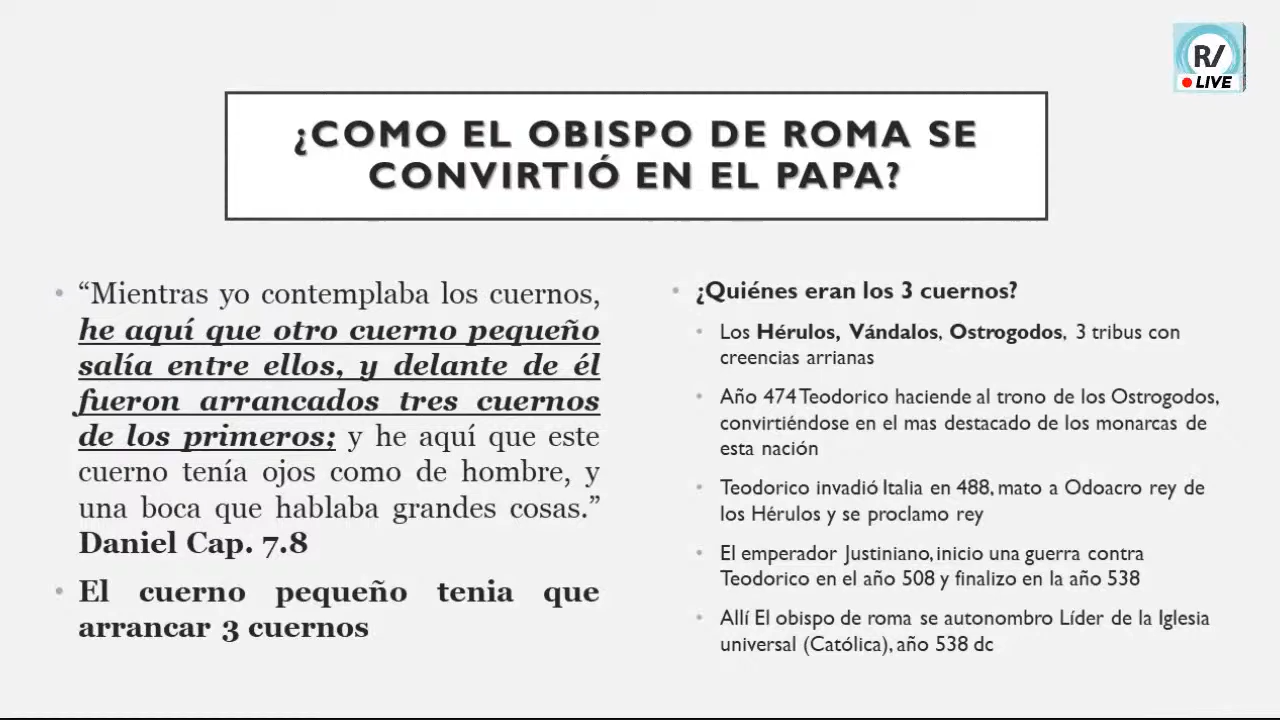 R/
LIVE
¿COMO EL OBISPO DE ROMA SE
CONVIRTIÓ EN EL PAPA?
• “Mientras yo contemplaba los cuernos,
he aquí que otro cuerno pequeño
salía entre ellos, y delante de él
fueron arrancados tres cuernos
de los primeros; y he aquí que este
cuerno tenía ojos como de hombre, y
una boca que hablaba grandes cosas.”
Daniel Cap. 7.8
• El cuerno pequeño tenia que
arrancar 3 cuernos
• ¿Quiénes eran los 3 cuernos?
• Los Hérulos, Vándalos, Ostrogodos, 3 tribus con
creencias arrianas
• Año 474 Teodorico haciende al trono de los Ostrogodos,
convirtiéndose en el mas destacado de los monarcas de
esta nación
• Teodorico invadió Italia en 488, mato a Odoacro rey de
los Hérulos y se proclamo rey
• El emperador Justiniano, inicio una guerra contra
Teodorico en el año 508 y finalizo en la año 538
• Allí El obispo de roma se autonombro Líder de la Iglesia
universal (Católica), año 538 dc